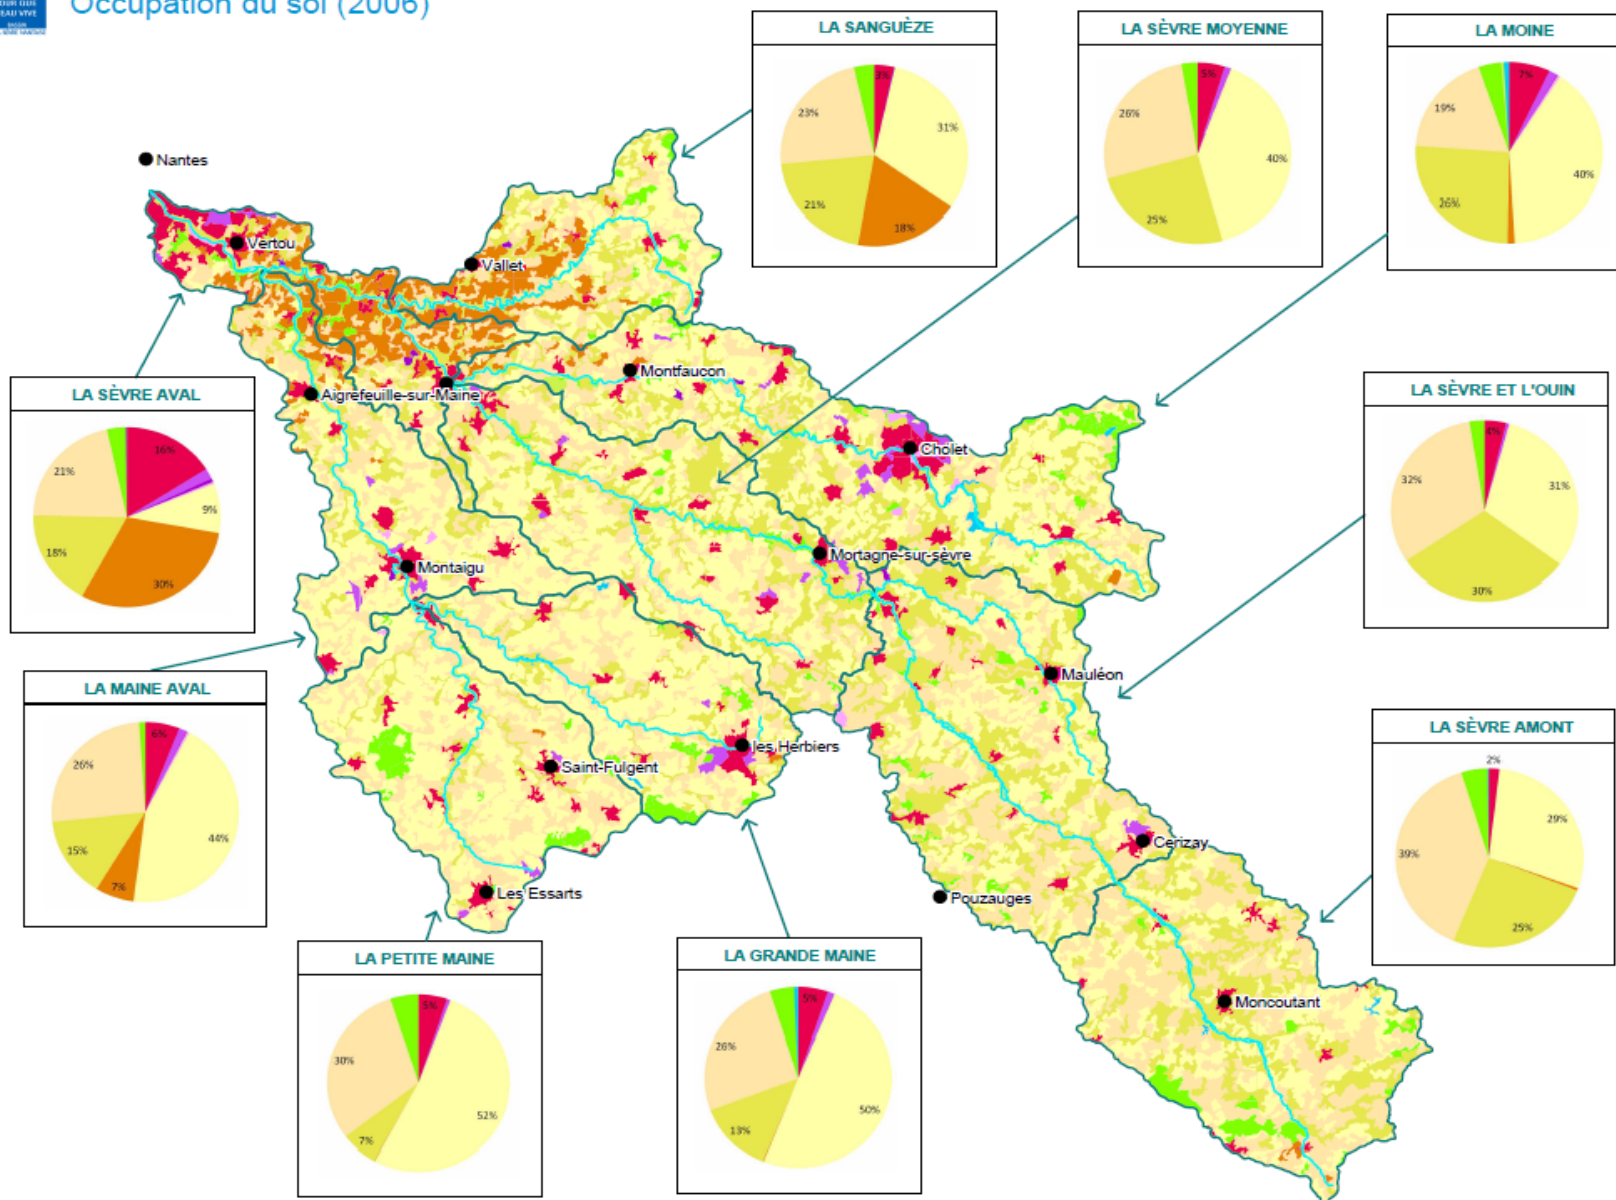 Occupation du sol (2006)
EAU VIVE
LA SANGUÈZE
3%
31%
18%
21%
23%
LA SÈVRE MOYENNE
5%
40%
25%
26%
LA MOINE
7%
40%
26%
19%
Nantes
Vertou
Vallet
Montfaucon
Aigrefeuille-sur-Maine
Cholet
Mortagne-sur-sèvre
Montaigu
Mauléon
les Herbiers
Saint-Fulgent
Les Essarts
Cerizay
Pouzauges
Moncoutant
LA SÈVRE AVAL
16%
9%
30%
18%
21%
LA SÈVRE ET L'OUIN
4%
31%
30%
32%
LA MAINE AVAL
6%
44%
7%
15%
26%
LA SÈVRE AMONT
2%
29%
25%
39%
LA PETITE MAINE
5%
52%
7%
30%
LA GRANDE MAINE
5%
50%
13%
26%